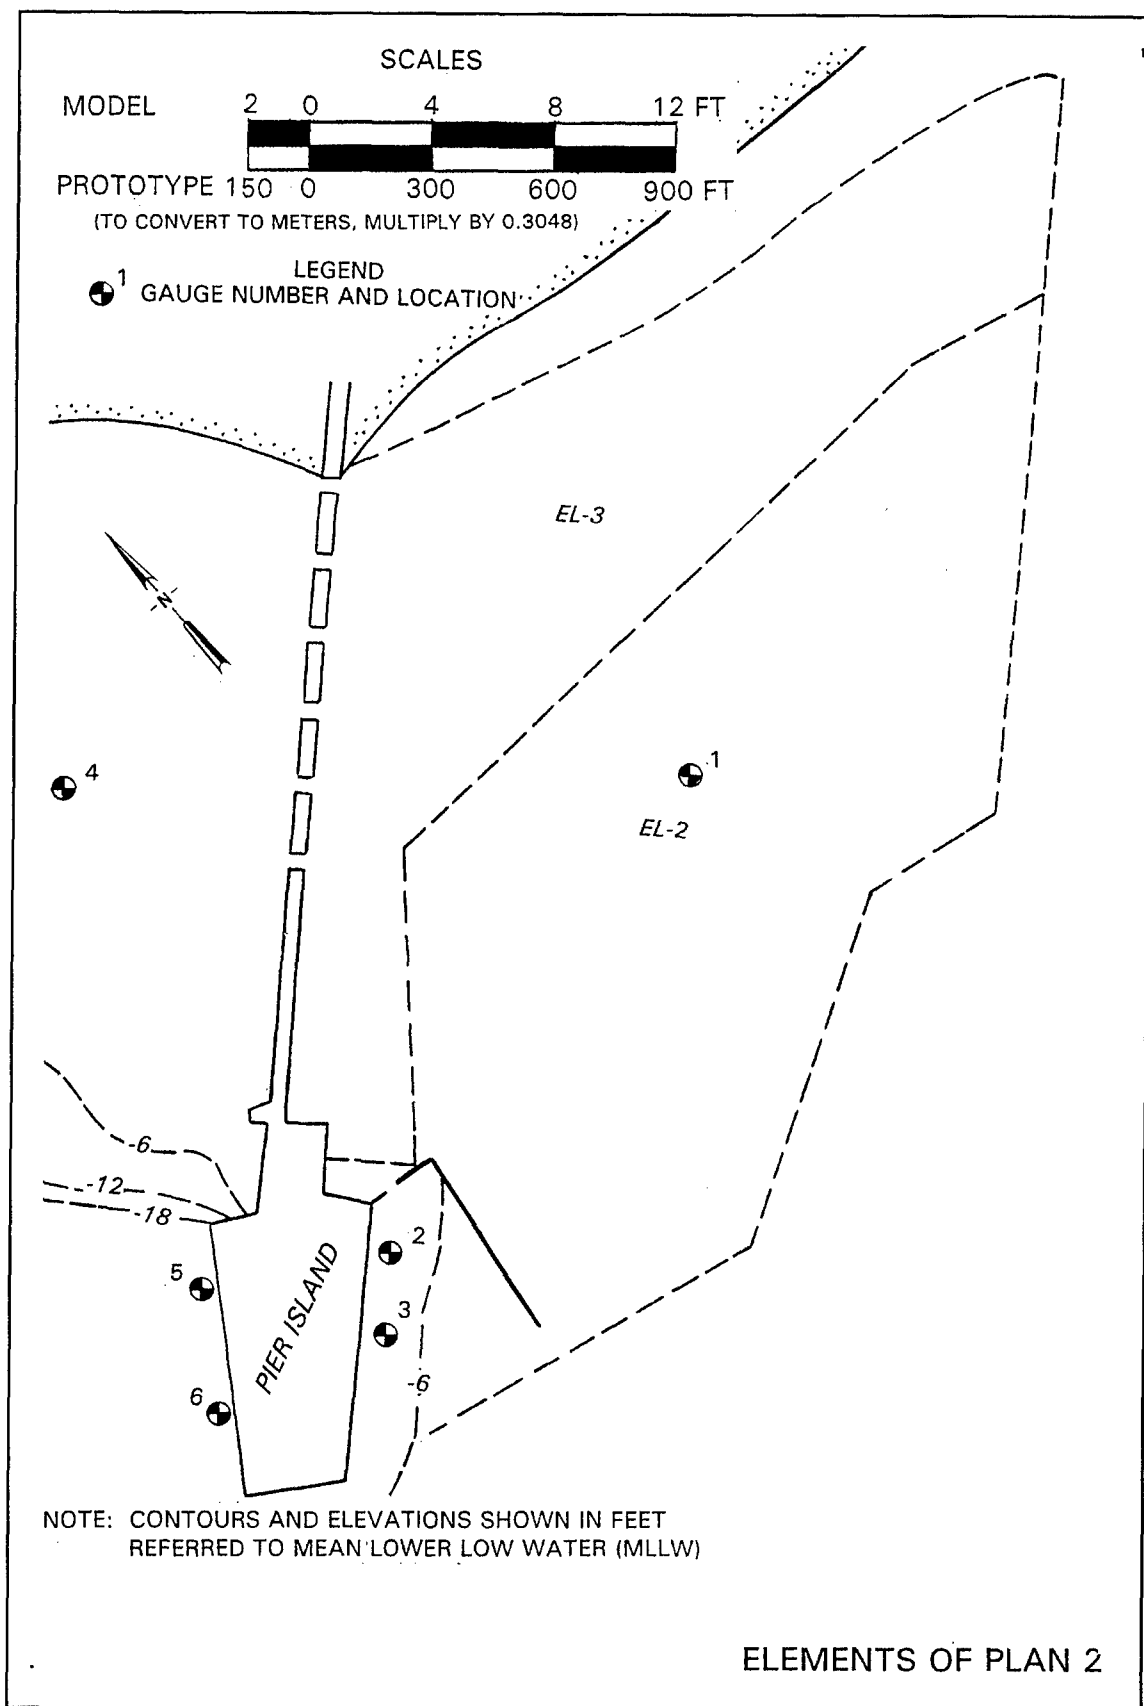 SCALES
MODEL 2 0 4 8 12 FT
PROTOTYPE 150 0 300 600 900 FT
(TO CONVERT TO METERS, MULTIPLY BY 0.3048)
LEGEND
1 GAUGE NUMBER AND LOCATION
EL-3
N
4
1
EL-2
-6
-12
-18
2
5
3
PIER ISLAND
6
-6
NOTE: CONTOURS AND ELEVATIONS SHOWN IN FEET
REFERRED TO MEAN LOWER LOW WATER (MLLW)
ELEMENTS OF PLAN 2